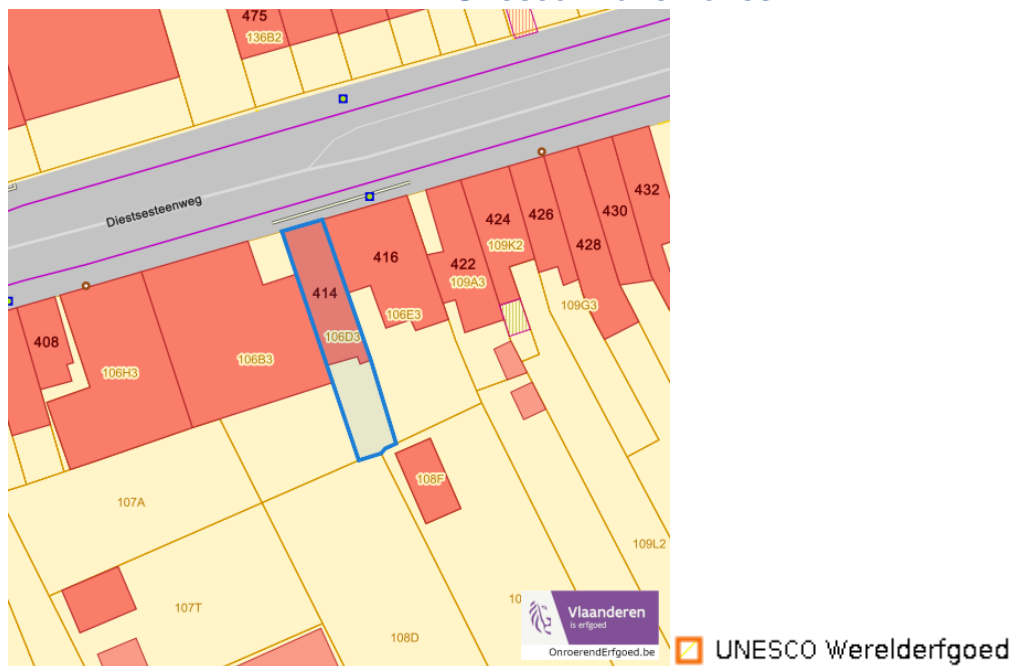 475
136B2
Diestsesteenweg
432
424
426
430
416
109K2
428
422
414
109A3
109G3
106E3
106D3
408
106B3
106H3
108F
107A
109L2
107T
10
108D
Vlaanderen
is erfgoed
OnroerendErfgoed.be
UNESCO Werelderfgoed